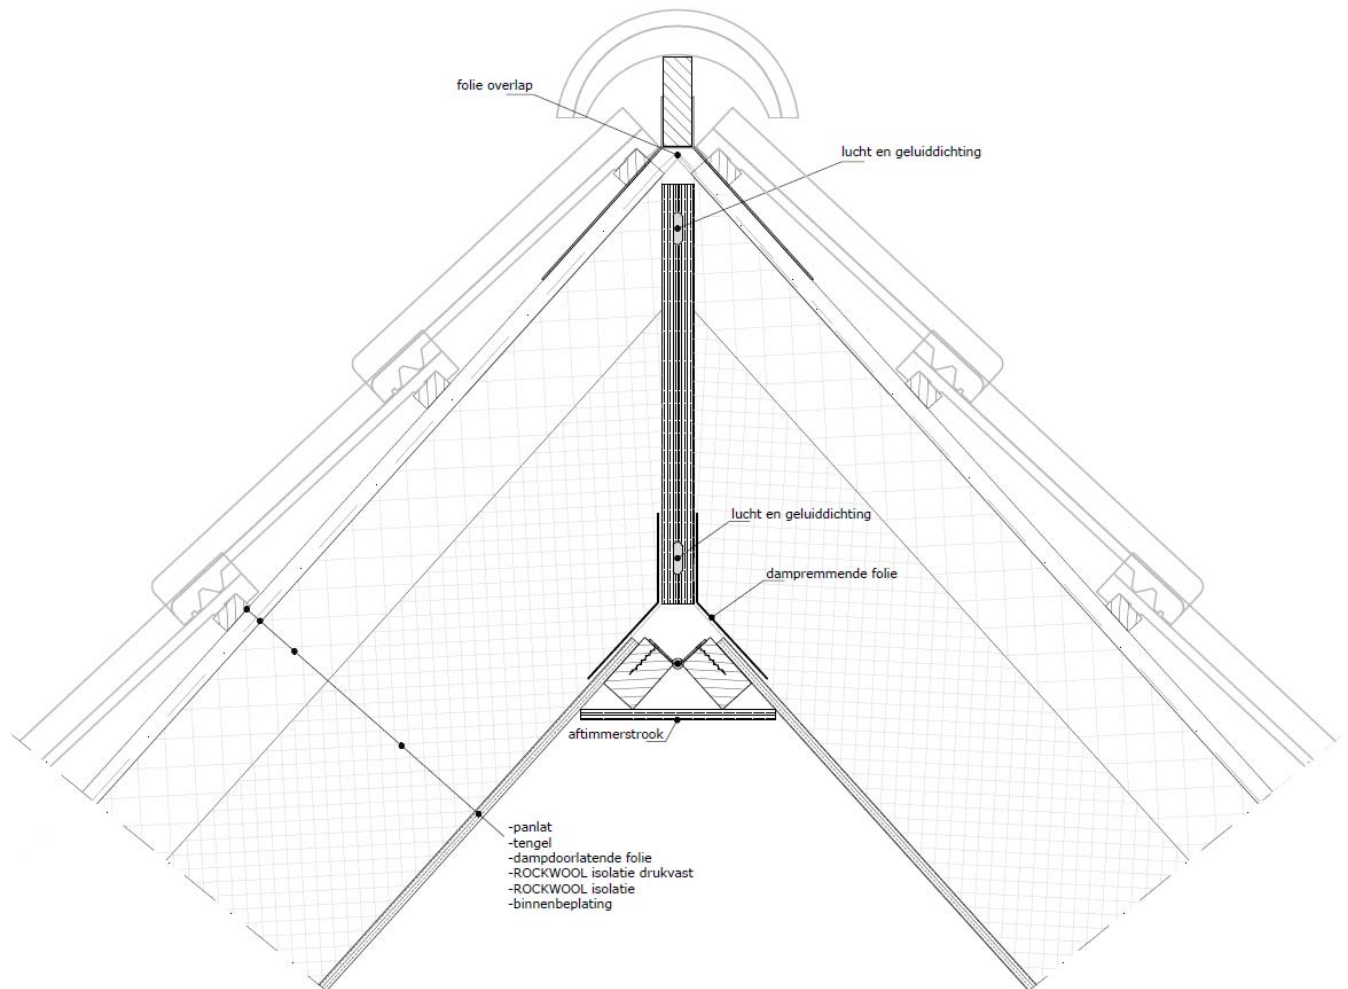 folie overlap
lucht en geluiddichting
lucht en geluiddichting
dampremmende folie
aftimmerstrook
-panlat
-tengel
-dampdoorlatende folie
-ROCKWOOL isolatie drukvast
-ROCKWOOL isolatie
-binnenbeplating